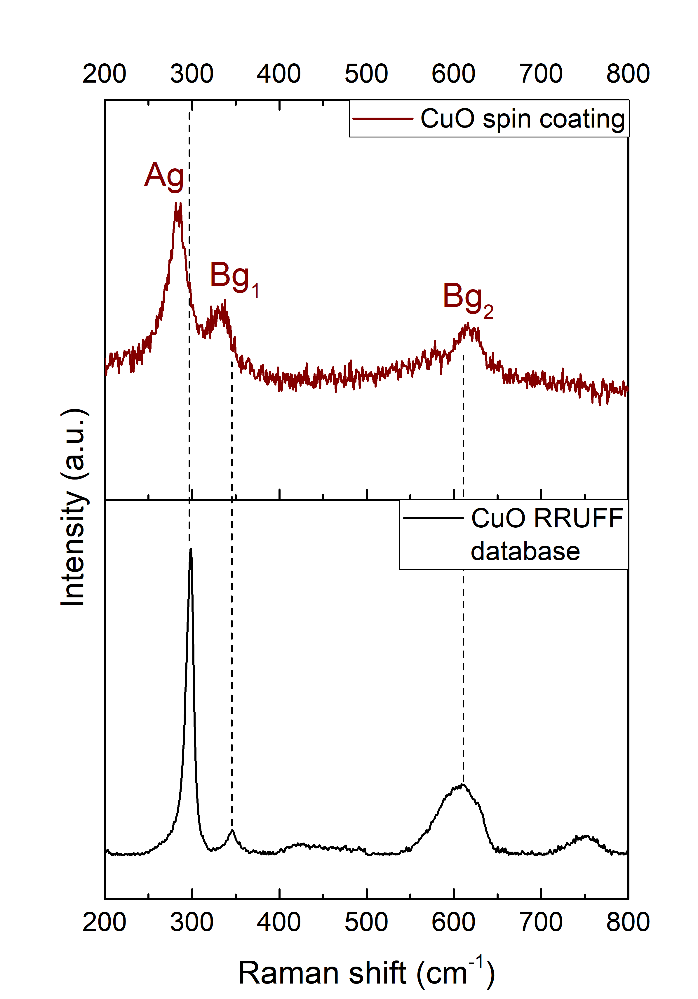 200 300 400 500 600 700 800
CuO spin coating
Ag
Bg1
Bg2
Intensity (a.u.)
CuO RRUFF
database
200 300 400 500 600 700 800
Raman shift (cm-1)